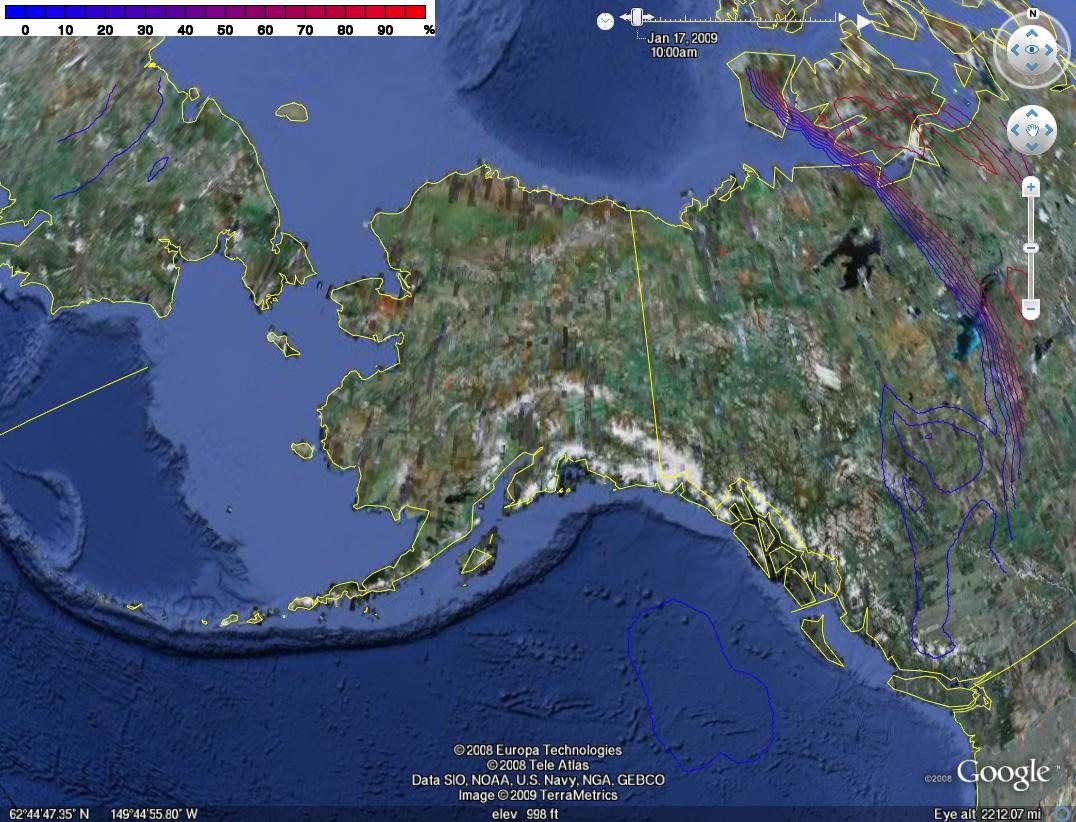 0 10 20 30 40 50 60 70 80 90 %
Jan 17, 2009
10:00am
N
© 2008 Europa Technologies
© 2008 Tele Atlas
Data SIO, NOAA, U.S. Navy, NGA, GEBCO
Image © 2009 TerraMetrics
©2008 Google™
62°44'47.35" N 149°44'55.80" W elev 998 ft Eye alt 2212.07 mi